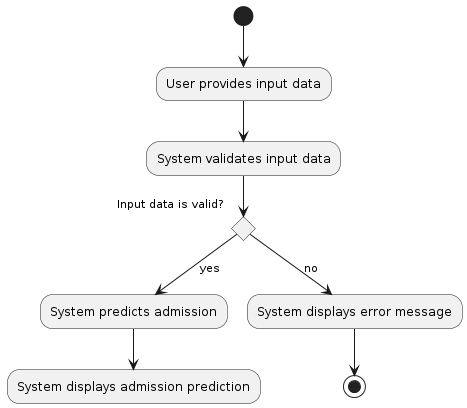 User provides input data
System validates input data
Input data is valid?
yes
no
System predicts admission
System displays error message
System displays admission prediction